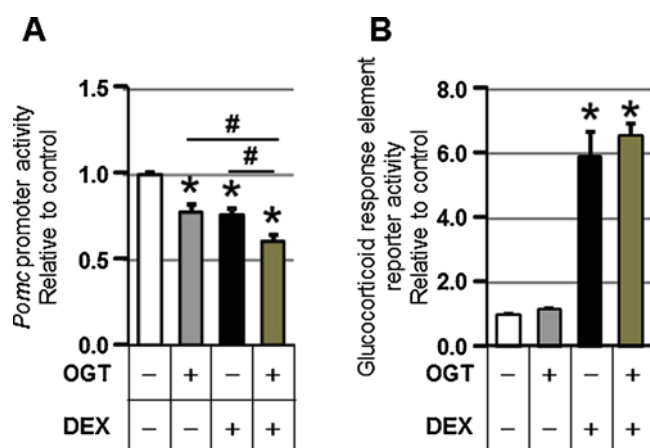 A
Pomc promoter activity
Relative to control
1.5
1.0
0.5
0.0
#
#
* * *
OGT − + − +
DEX − − + +
B
Glucocorticoid response element
reporter activity
Relative to control
8.0
6.0
4.0
2.0
0.0
* *
OGT − + − +
DEX − − + +